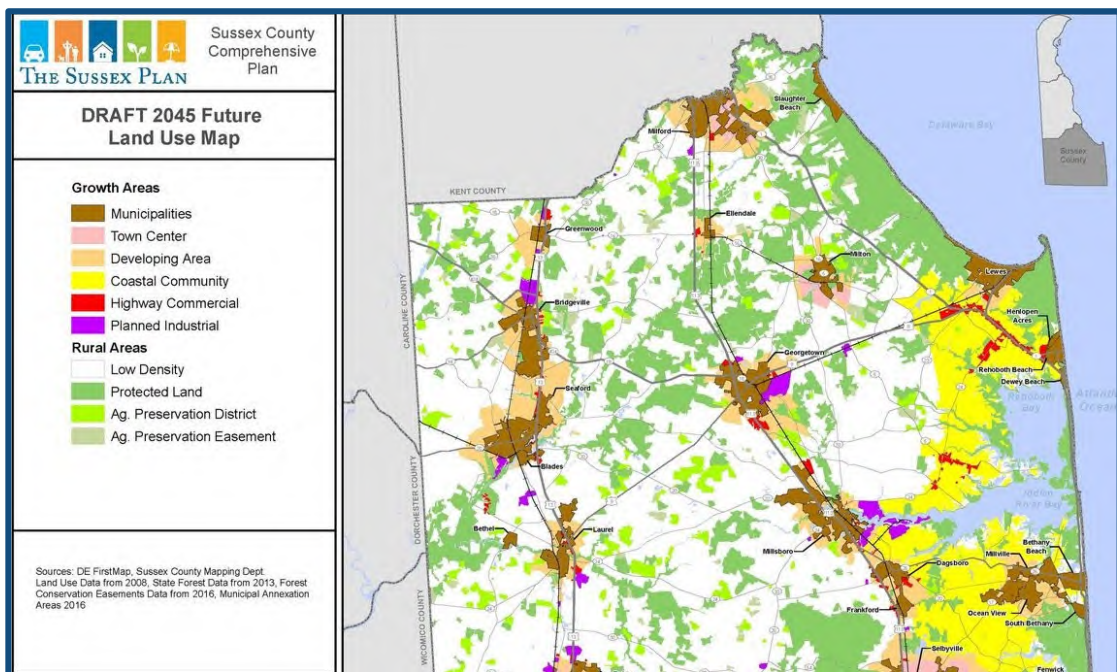 THE SUSSEX PLAN
Sussex County
Comprehensive
Plan
DRAFT 2045 Future
Land Use Map
Growth Areas
Municipalities
Town Center
Developing Area
Coastal Community
Highway Commercial
Planned Industrial
Rural Areas
Low Density
Protected Land
Ag. Preservation District
Ag. Preservation Easement
Sources: DE FirstMap, Sussex County Mapping Dept.
Land Use Data from 2008, State Forest Data from 2013, Forest
Conservation Easements Data from 2016, Municipal Annexation
Areas 2016
Slaughter
Beach
Milford
Delaware Bay
Sussex
County
KENT COUNTY
Ellendale
Greenwood
Milton
Lewes
CAROLINE COUNTY
Bridgeville
Henlopen
Acres
Georgetown
Rehoboth Beach
Dewey Beach
Seaford
Rehoboth
Bay
Atlantic
Ocean
Blades
DORCHESTER COUNTY
Indian
River Bay
Bethel
Laurel
Millsboro
Bethany
Beach
Millville
Dagsboro
Frankford
Ocean View
South Bethany
WICOMICO COUNTY
Selbyville
Fenwick